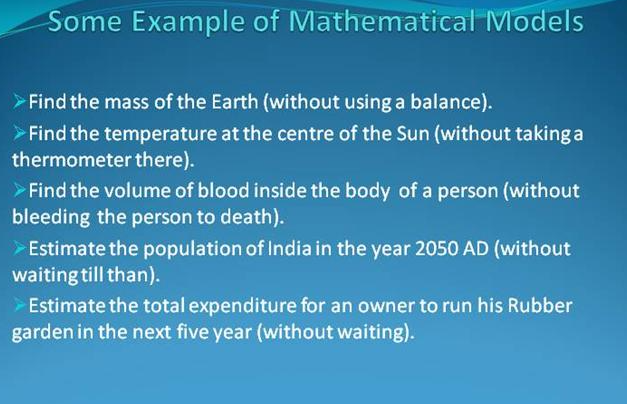 Some Example of Mathematical Models
➢Find the mass of the Earth (without using a balance).
➢Find the temperature at the centre of the Sun (without taking a
thermometer there).
➢Find the volume of blood inside the body of a person (without
bleeding the person to death).
➢Estimate the population of India in the year 2050 AD (without
waiting till than).
➢Estimate the total expenditure for an owner to run his Rubber
garden in the next five year (without waiting).